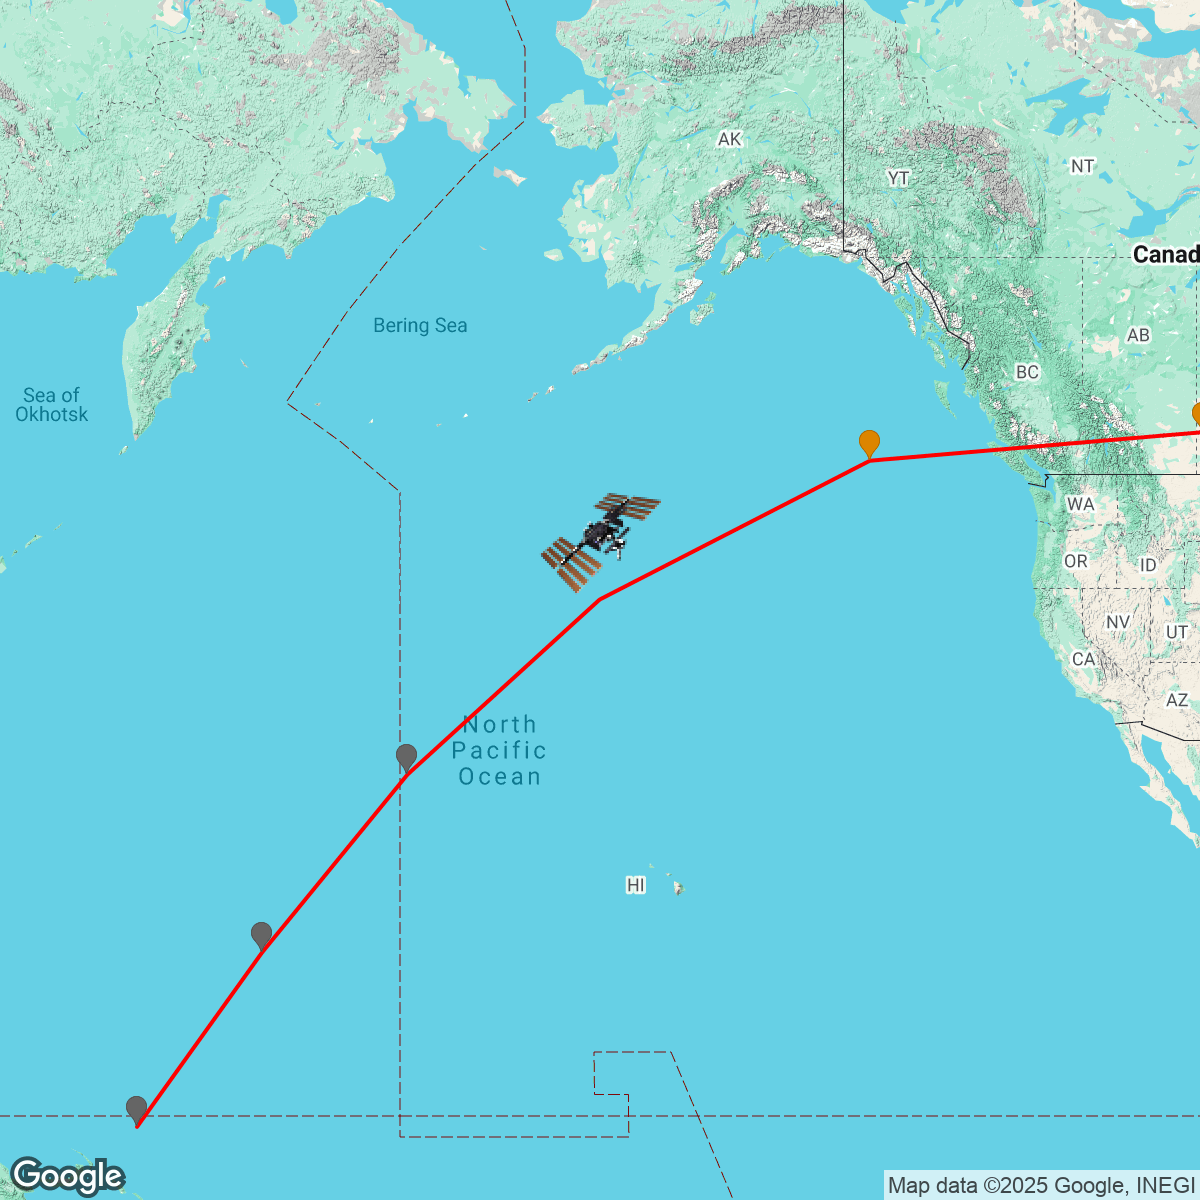 AK
YT
NT
Canad
Bering Sea
AB
BC
Sea of
Okhotsk
WA
OR
ID
NV
UT
CA
AZ
North
Pacific
Ocean
HI
Google
Map data ©2025 Google, INEGI